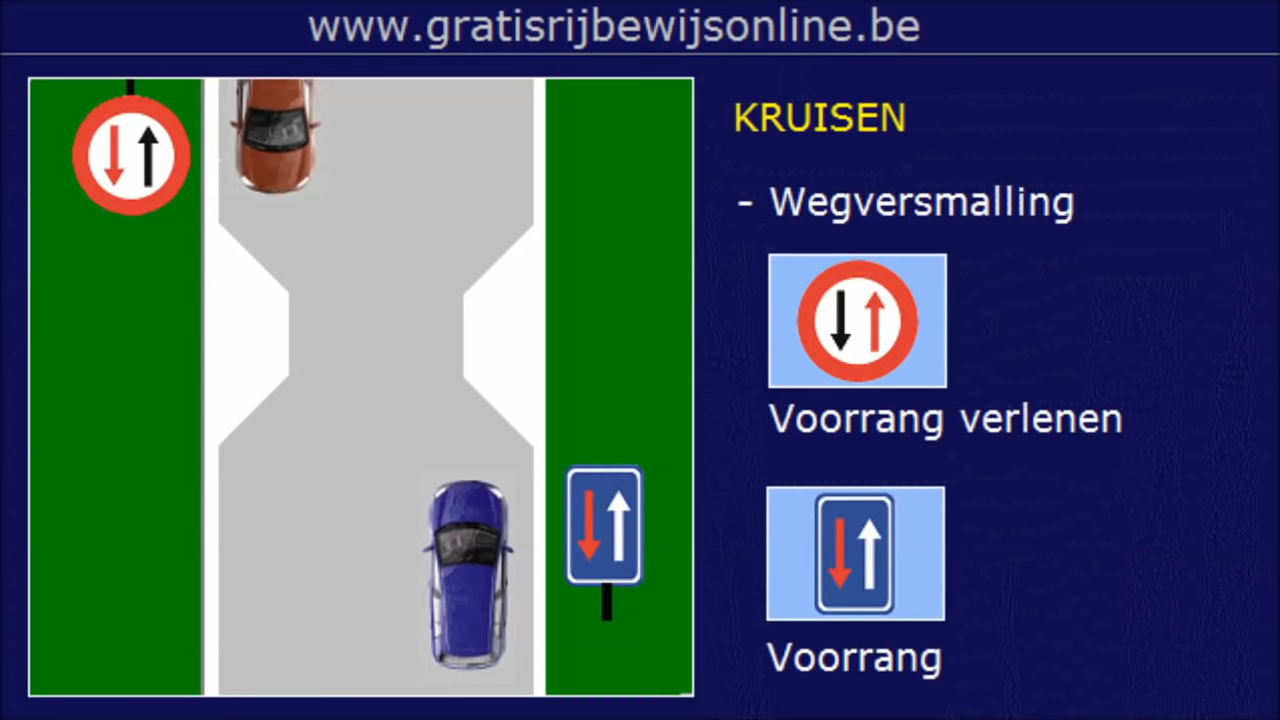 www.gratisrijbewijsonline.be
KRUISEN
- Wegversmalling
Voorrang verlenen
Voorrang